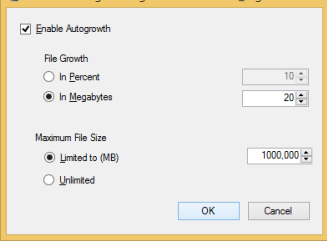 Enable Autogrowth
File Growth
In Percent 10
In Megabytes 20
Maximum File Size
Limited to (MB) 1000,000
Unlimited
OK Cancel